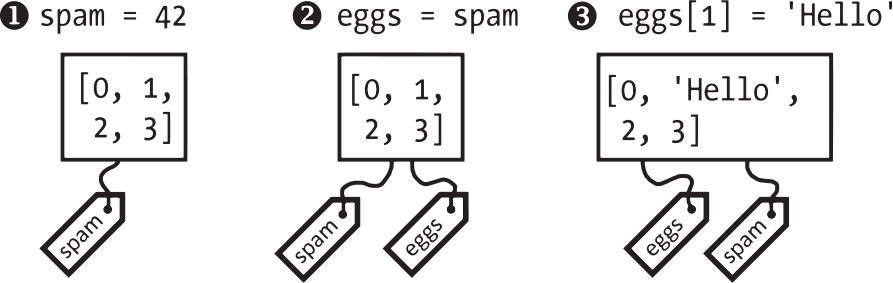 ❶ spam = 42
[0, 1,
2, 3]
spam
❷ eggs = spam
[0, 1,
2, 3]
spam
eggs
❸ eggs[1] = 'Hello'
[0, 'Hello',
2, 3]
eggs
spam